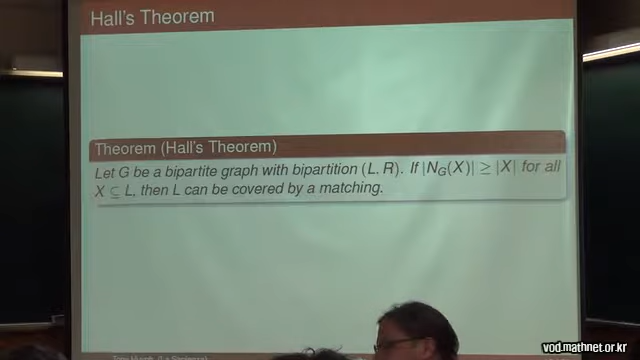 Hall's Theorem
Theorem (Hall's Theorem)
Let G be a bipartite graph with bipartition (L, R). If |N_G(X)| ≥ |X| for all
X ⊆ L, then L can be covered by a matching.
vod.mathnet.or.kr